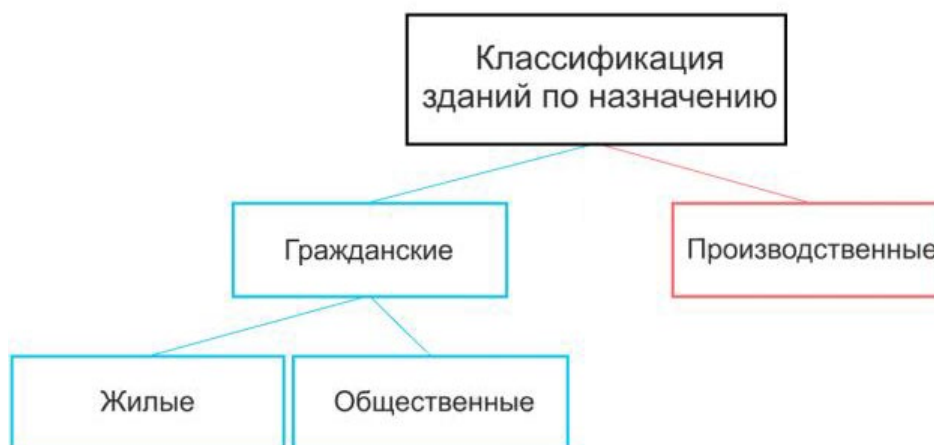 Классификация
зданий по назначению
Гражданские
Производственные
Жилые
Общественные